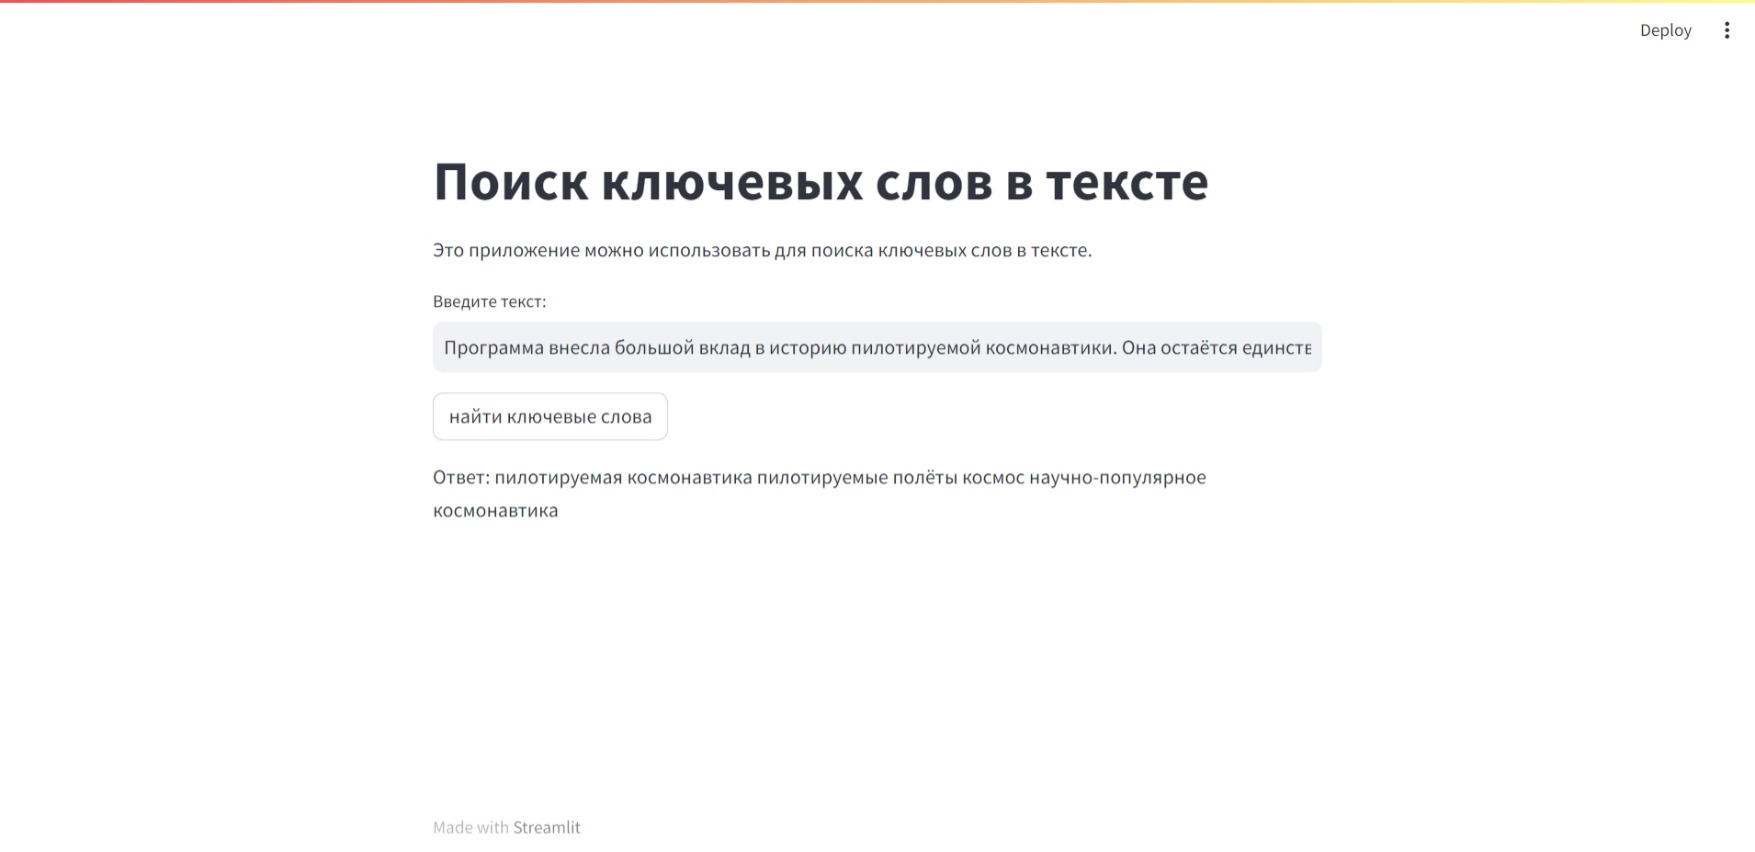 Deploy
Поиск ключевых слов в тексте
Это приложение можно использовать для поиска ключевых слов в тексте.
Введите текст:
Программа внесла большой вклад в историю пилотируемой космонавтики. Она остаётся единств
найти ключевые слова
Ответ: пилотируемая космонавтика пилотируемые полёты космос научно-популярное
космонавтика
Made with Streamlit